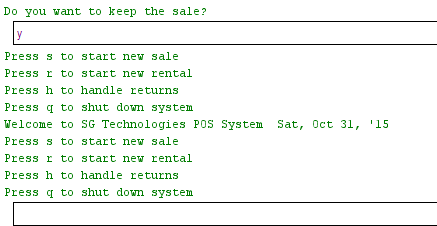 Do you want to keep the sale?
y
Press s to start new sale
Press r to start new rental
Press h to handle returns
Press q to shut down system
Welcome to SG Technologies POS System  Sat, Oct 31, '15
Press s to start new sale
Press r to start new rental
Press h to handle returns
Press q to shut down system